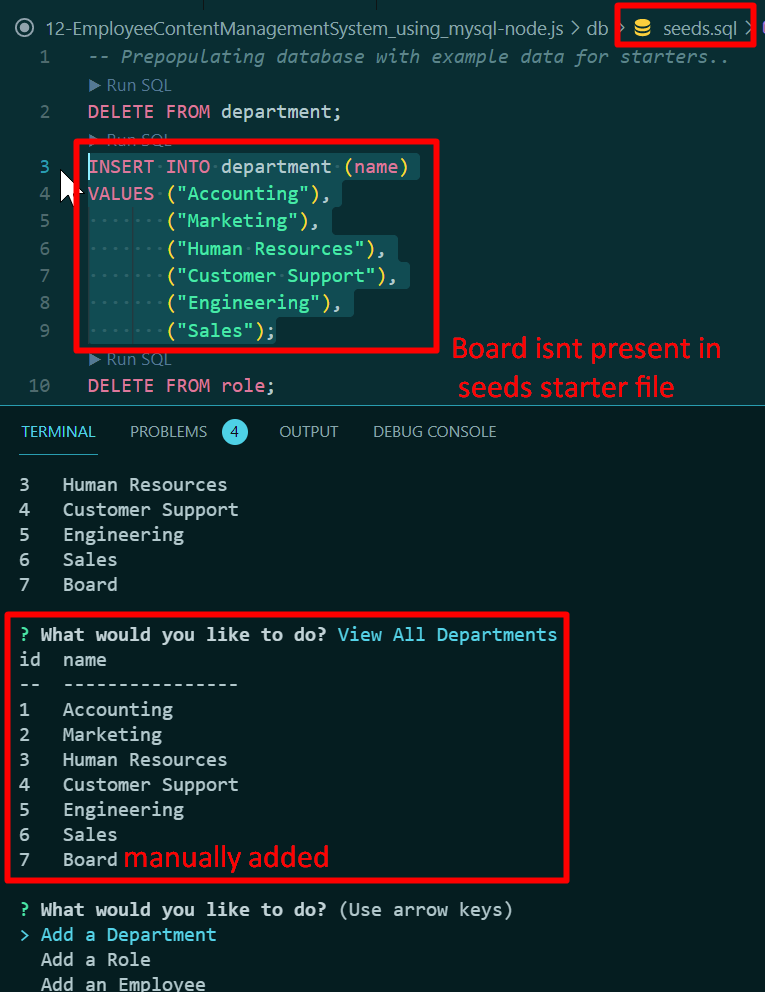 12-EmployeeContentManagementSystem_using_mysql-node.js > db > seeds.sql >
1 -- Prepopulating database with example data for starters..
Run SQL
2 DELETE FROM department;
Run SQL
3 INSERT INTO department (name)
4 VALUES ("Accounting"),
5 ("Marketing"),
6 ("Human Resources"),
7 ("Customer Support"),
8 ("Engineering"),
9 ("Sales");
Board isnt present in
seeds starter file
Run SQL
10 DELETE FROM role;
TERMINAL PROBLEMS 4 OUTPUT DEBUG CONSOLE
3 Human Resources
4 Customer Support
5 Engineering
6 Sales
7 Board
? What would you like to do? View All Departments
id name
-- ----------------
1 Accounting
2 Marketing
3 Human Resources
4 Customer Support
5 Engineering
6 Sales
7 Board manually added
? What would you like to do? (Use arrow keys)
> Add a Department
Add a Role
Add an Employee